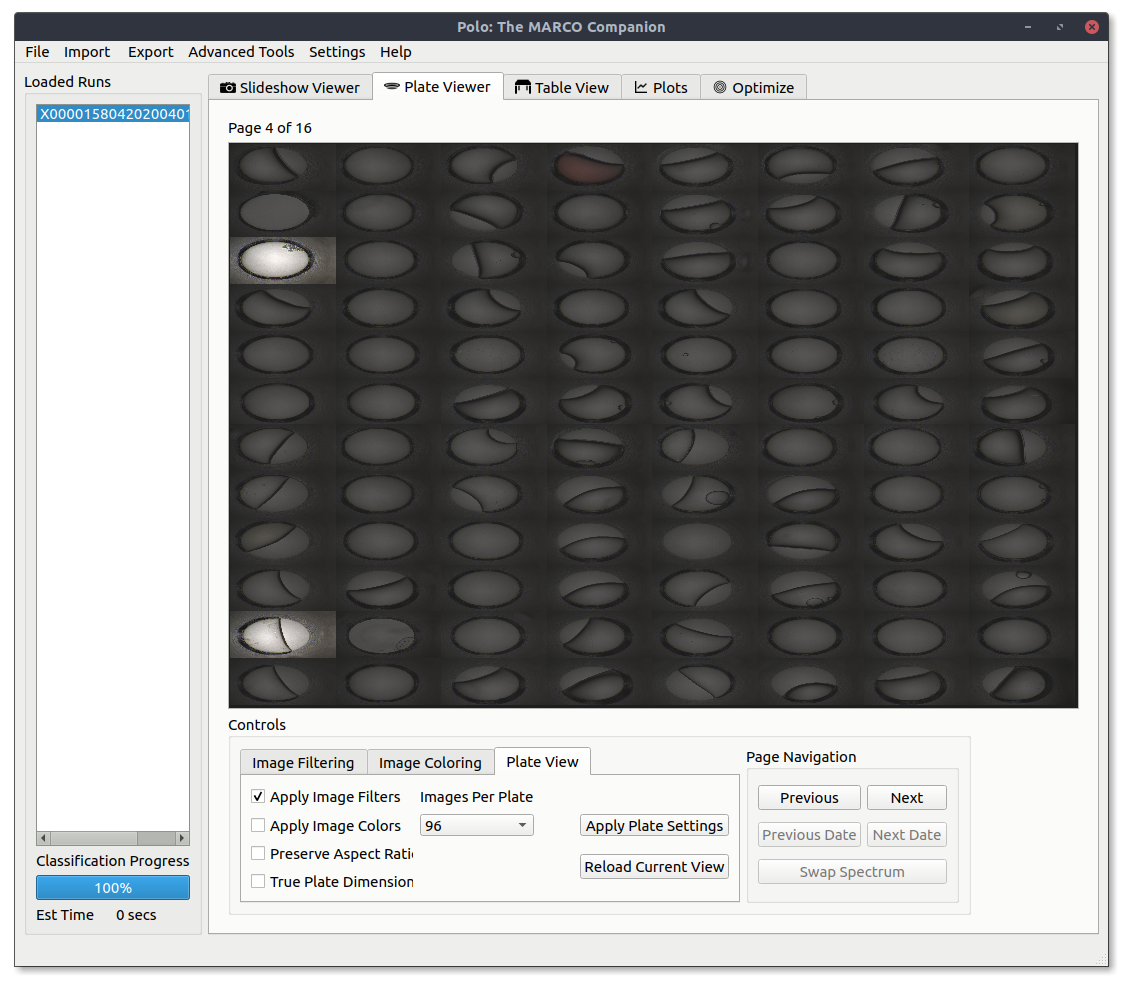 Polo: The MARCO Companion
File Import Export Advanced Tools Settings Help
Loaded Runs
X0000158042020040
Slideshow Viewer Plate Viewer Table View Plots Optimize
Page 4 of 16
Controls
Image Filtering Image Coloring Plate View
Apply Image Filters Images Per Plate
Apply Image Colors 96 Apply Plate Settings
Preserve Aspect Rati
True Plate Dimension Reload Current View
Page Navigation
Previous Next
Previous Date Next Date
Swap Spectrum
Classification Progress
100%
Est Time 0 secs